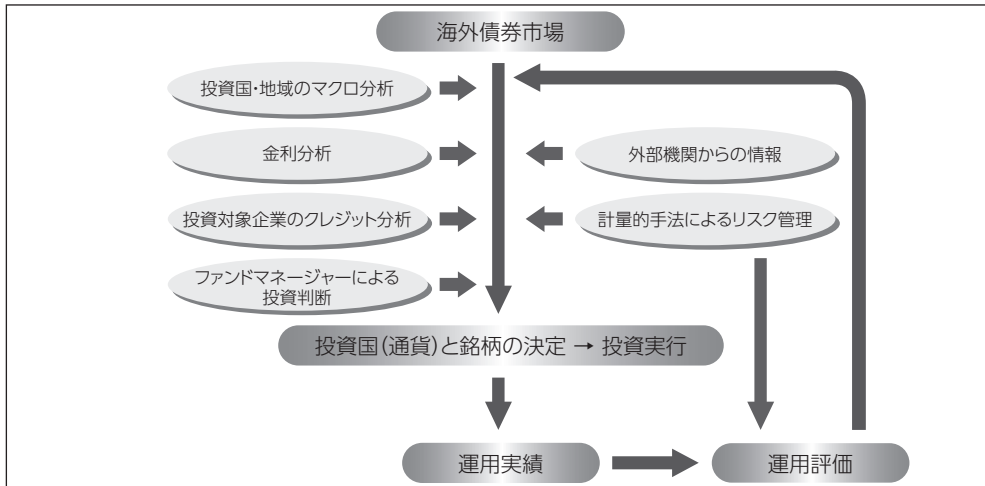 海外債券市場
投資国・地域のマクロ分析
金利分析
外部機関からの情報
投資対象企業のクレジット分析
計量的手法によるリスク管理
ファンドマネージャーによる
投資判断
投資国(通貨)と銘柄の決定 → 投資実行
運用実績
運用評価